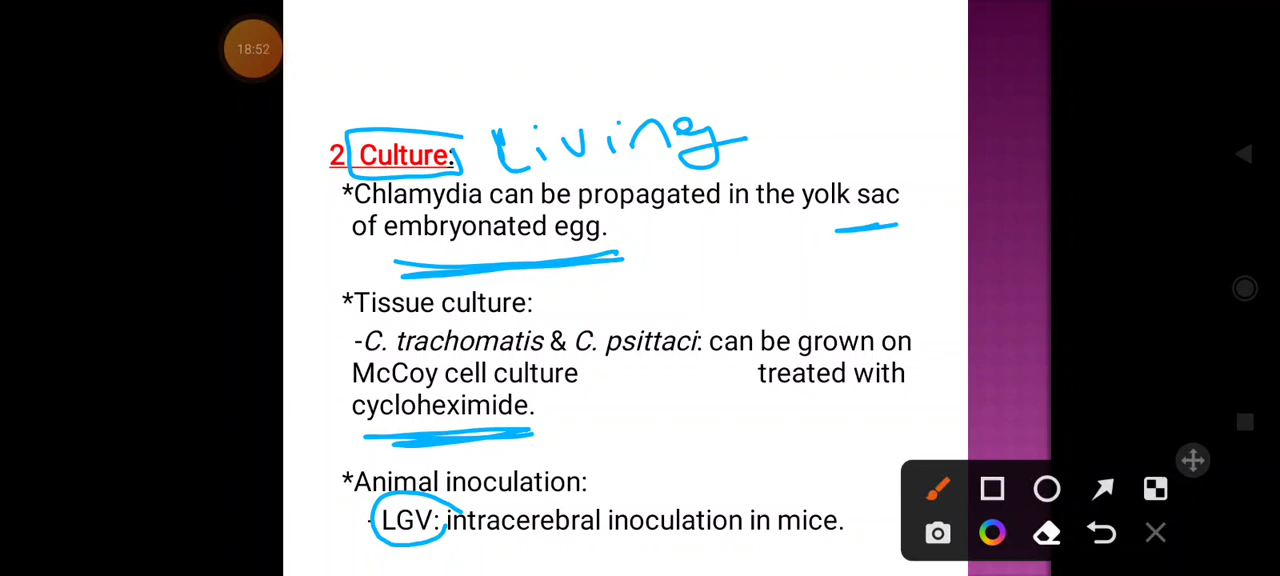 18:52
2 Culture: Living
*Chlamydia can be propagated in the yolk sac
of embryonated egg.
*Tissue culture:
-C. trachomatis & C. psittaci: can be grown on
McCoy cell culture treated with
cycloheximide.
*Animal inoculation:
- LGV: intracerebral inoculation in mice.